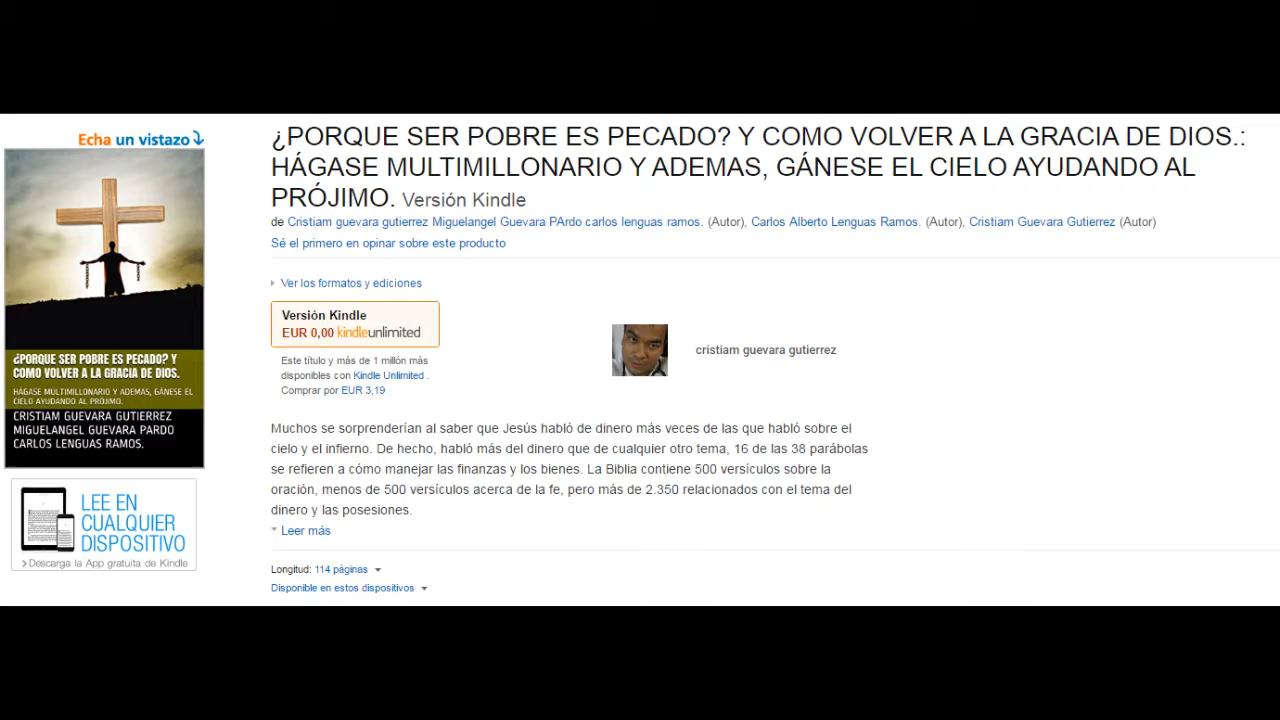 Echa un vistazo
¿PORQUE SER POBRE ES PECADO? Y
COMO VOLVER A LA GRACIA DE DIOS.
HÁGASE MULTIMILLONARIO Y ADEMAS, GÁNESE EL
CIELO AYUDANDO AL PRÓJIMO.
CRISTIAM GUEVARA GUTIERREZ
MIGUELANGEL GUEVARA PARDO
CARLOS LENGUAS RAMOS.
LEE EN
CUALQUIER
DISPOSITIVO
Descarga la App gratuita de Kindle
¿PORQUE SER POBRE ES PECADO? Y COMO VOLVER A LA GRACIA DE DIOS.:
HÁGASE MULTIMILLONARIO Y ADEMAS, GÁNESE EL CIELO AYUDANDO AL
PRÓJIMO. Versión Kindle
de Cristiam guevara gutierrez Miguelangel Guevara PArdo carlos lenguas ramos. (Autor), Carlos Alberto Lenguas Ramos. (Autor), Cristiam Guevara Gutierrez (Autor)
Sé el primero en opinar sobre este producto
Ver los formatos y ediciones
Versión Kindle
EUR 0,00 kindleunlimited
Este título y más de 1 millón más
disponibles con Kindle Unlimited .
Comprar por EUR 3,19
cristiam guevara gutierrez
Muchos se sorprenderían al saber que Jesús habló de dinero más veces de las que habló sobre el
cielo y el infierno. De hecho, habló más del dinero que de cualquier otro tema, 16 de las 38 parábolas
se refieren a cómo manejar las finanzas y los bienes. La Biblia contiene 500 versículos sobre la
oración, menos de 500 versículos acerca de la fe, pero más de 2.350 relacionados con el tema del
dinero y las posesiones.
Leer más
Longitud: 114 páginas
Disponible en estos dispositivos